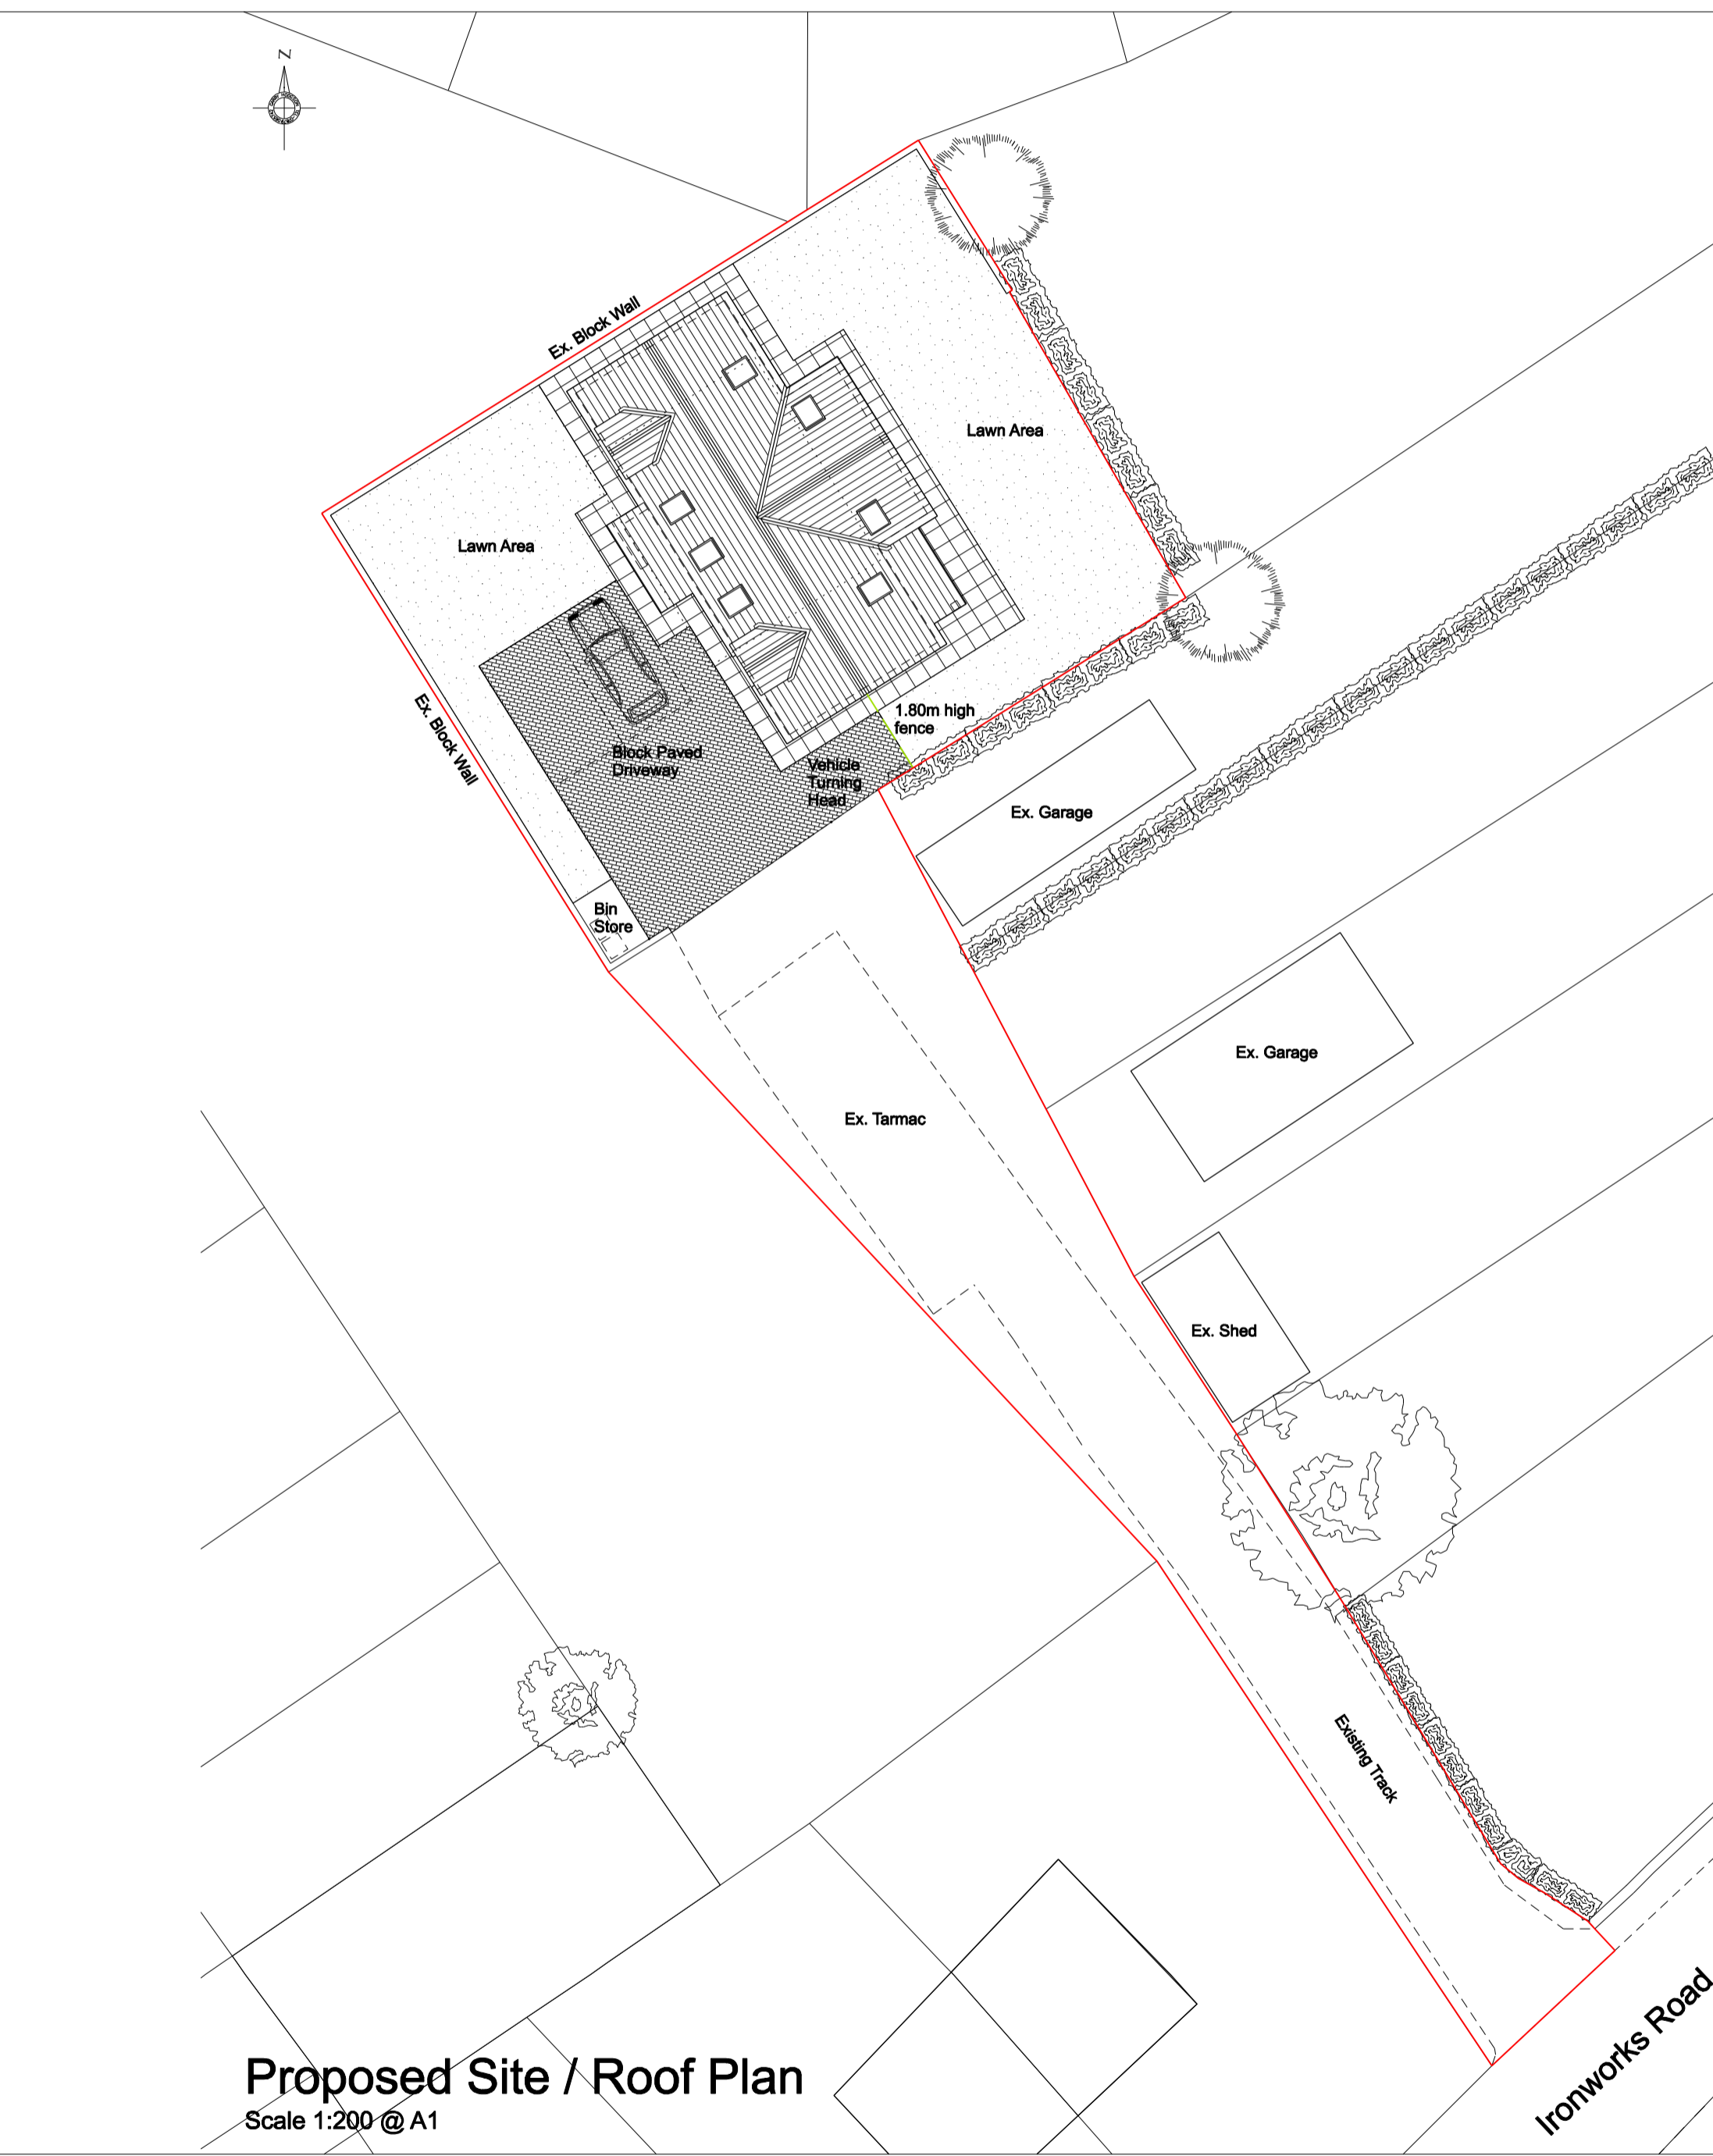 Z
Ex. Block Wall
Lawn Area
Lawn Area
Ex. Block Wall
1.80m high
fence
Block Paved
Driveway
Vehicle
Turning
Head
Ex. Garage
Bin
Store
Ex. Garage
Ex. Tarmac
Ex. Shed
Existing Track
Ironworks Road
Proposed Site / Roof Plan
Scale 1:200 @ A1